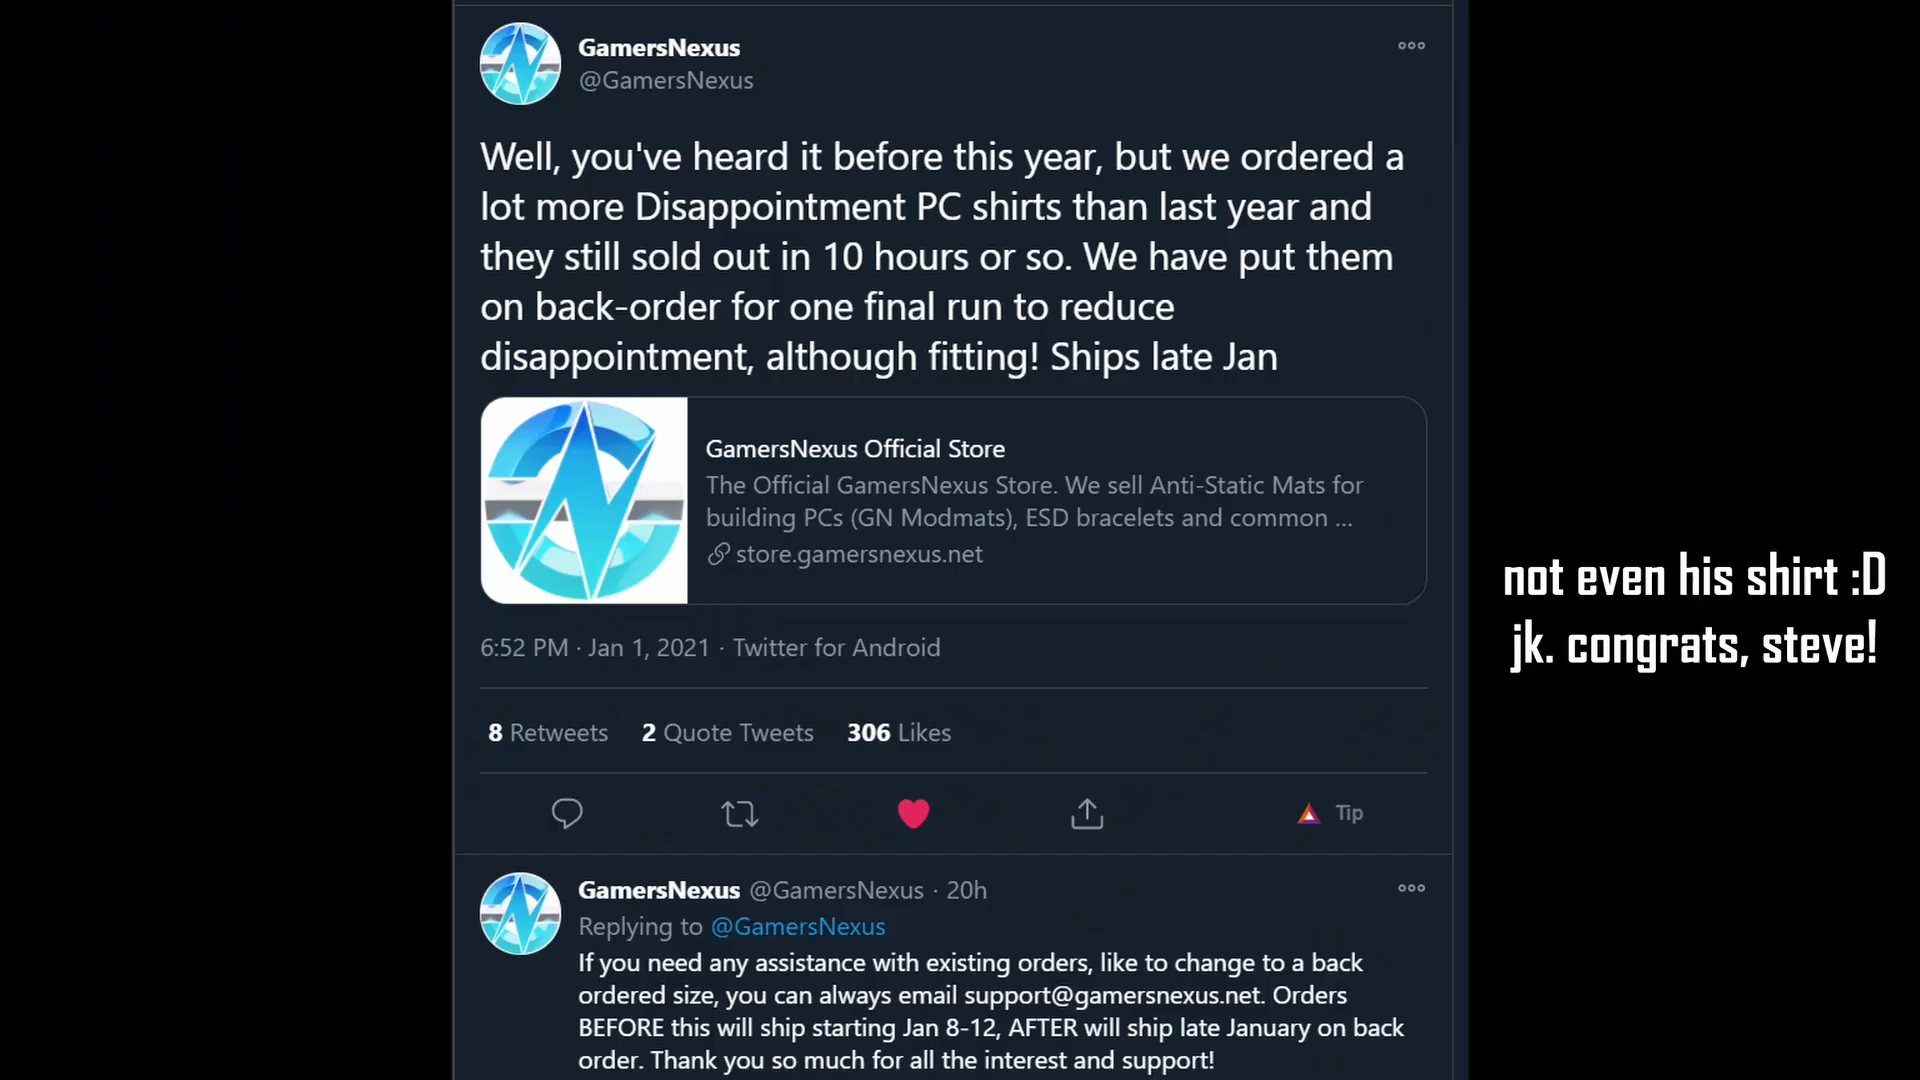 GamersNexus
@GamersNexus
Well, you've heard it before this year, but we ordered a
lot more Disappointment PC shirts than last year and
they still sold out in 10 hours or so. We have put them
on back-order for one final run to reduce
disappointment, although fitting! Ships late Jan
GamersNexus Official Store
The Official GamersNexus Store. We sell Anti-Static Mats for
building PCs (GN Modmats), ESD bracelets and common ...
store.gamersnexus.net
6:52 PM · Jan 1, 2021 · Twitter for Android
8 Retweets 2 Quote Tweets 306 Likes
Tip
GamersNexus @GamersNexus · 20h
Replying to @GamersNexus
If you need any assistance with existing orders, like to change to a back
ordered size, you can always email support@gamersnexus.net. Orders
BEFORE this will ship starting Jan 8-12, AFTER will ship late January on back
order. Thank you so much for all the interest and support!
not even his shirt :D
jk. congrats, steve!